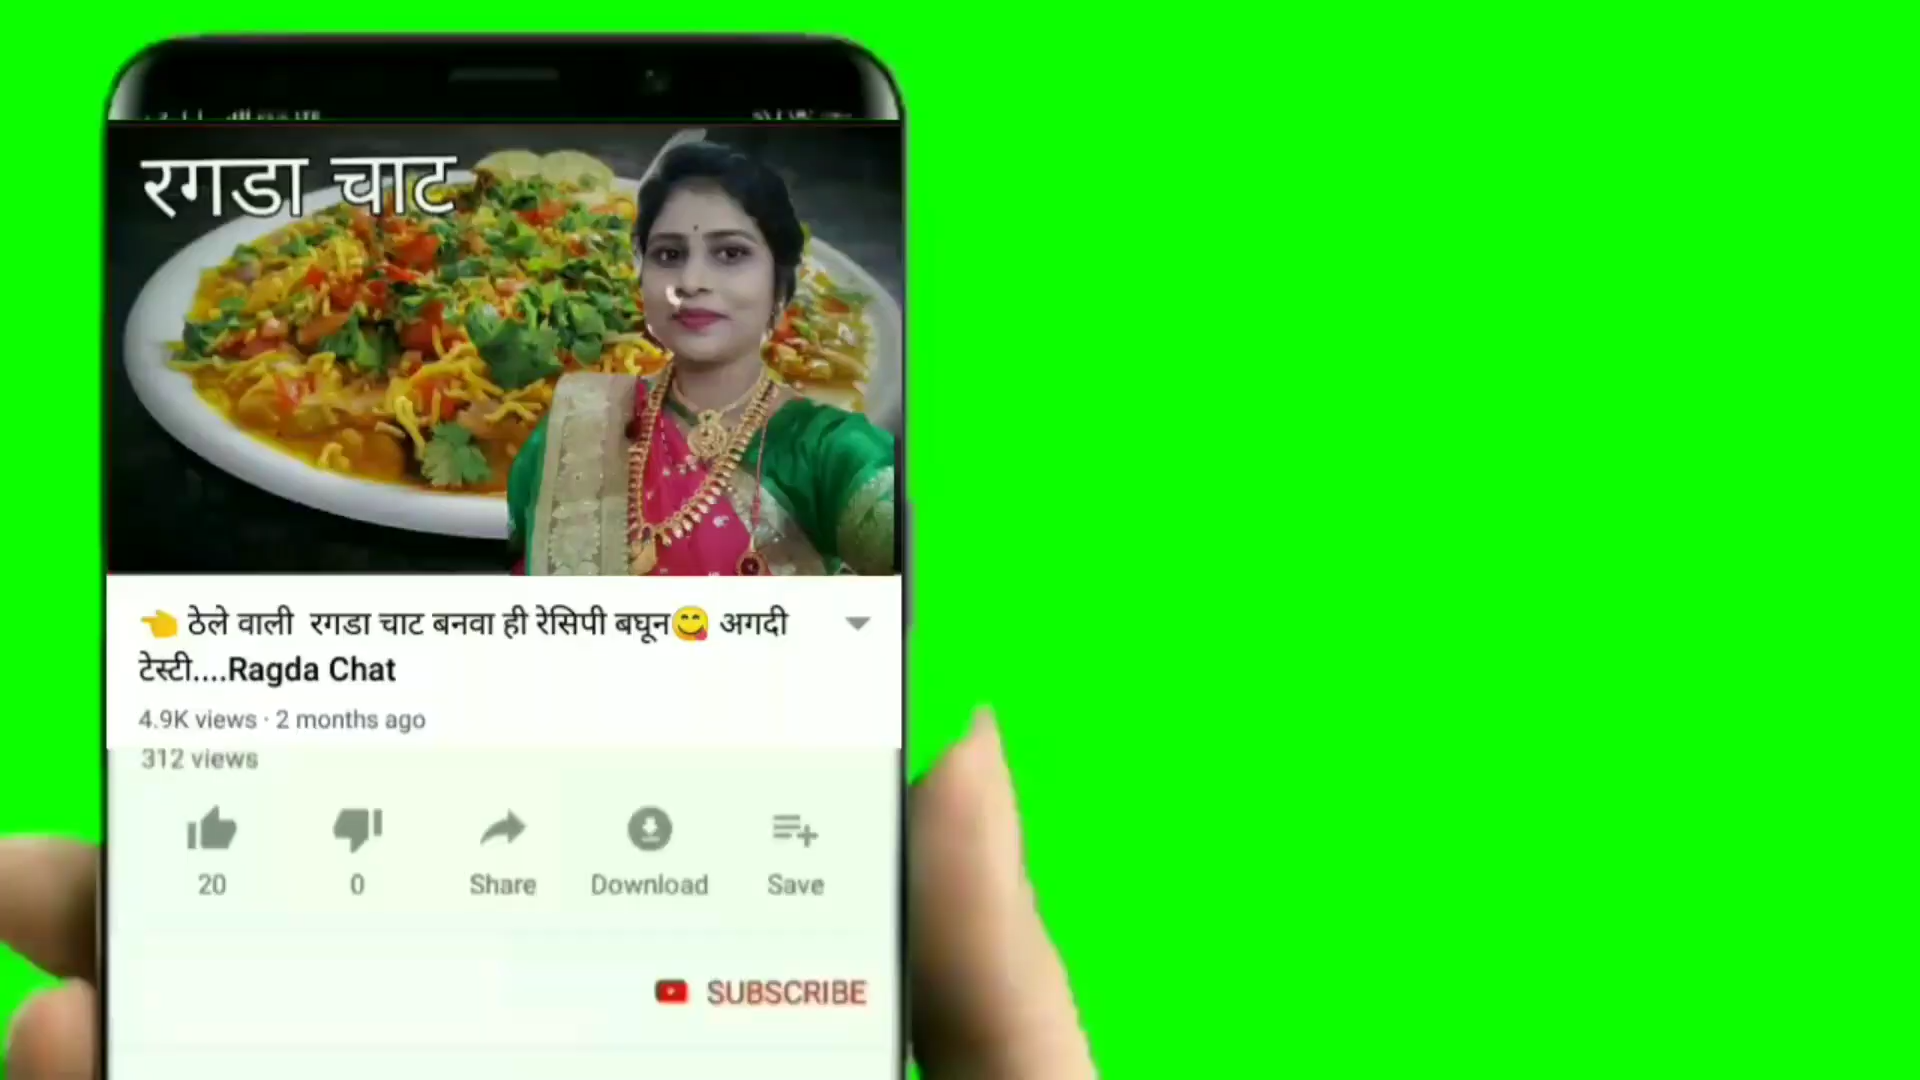 रगडा चाट
👈 ठेले वाली रगडा चाट बनवा ही रेसिपी बघून😋 अगदी
टेस्टी....Ragda Chat
4.9K views · 2 months ago
312 views
20 0 Share Download Save
SUBSCRIBE